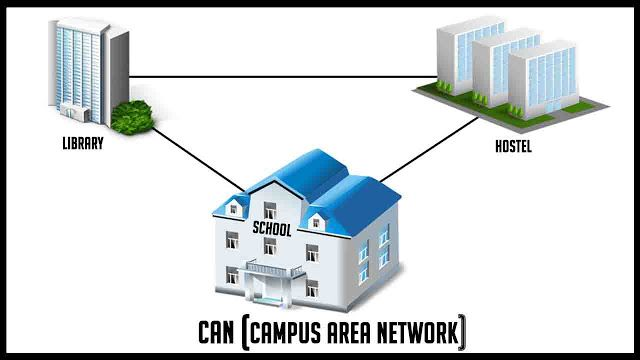 LIBRARY
HOSTEL
SCHOOL
CAN (CAMPUS AREA NETWORK)